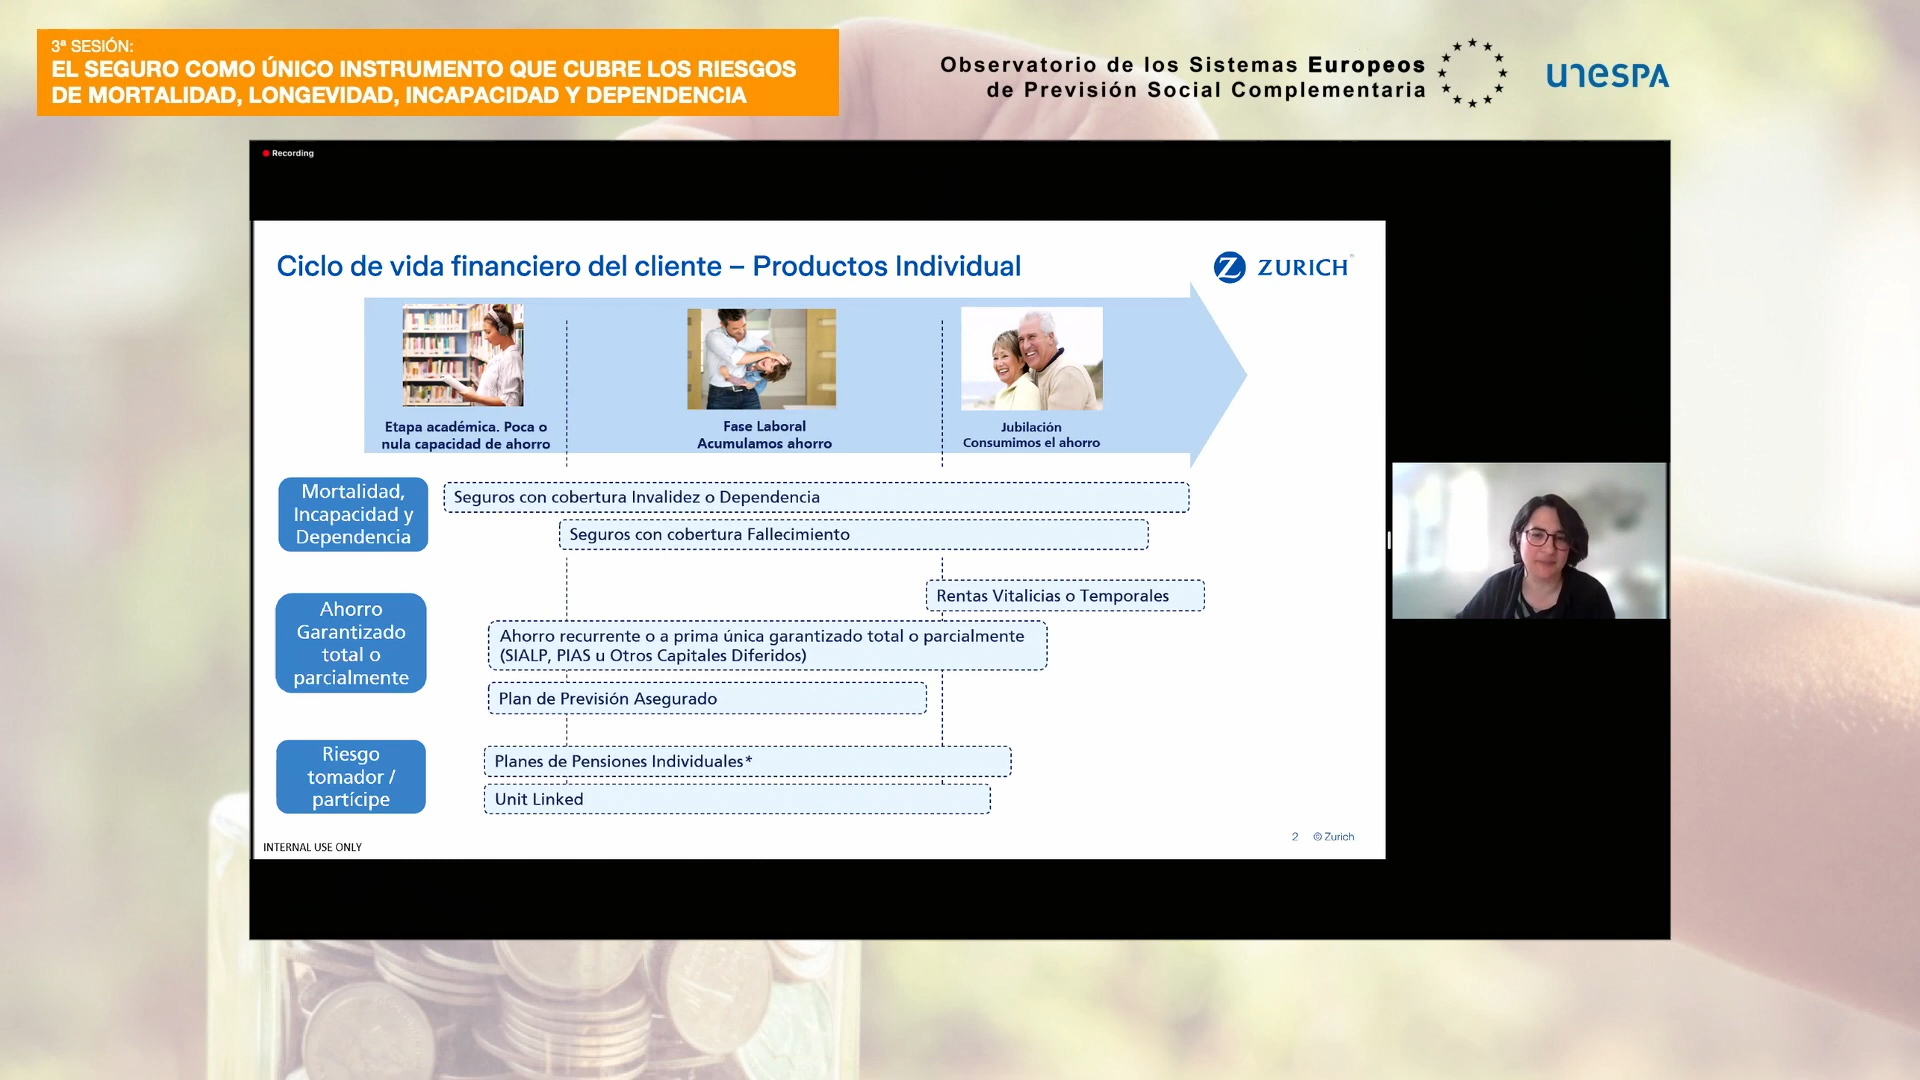 3ª SESIÓN:
EL SEGURO COMO ÚNICO INSTRUMENTO QUE CUBRE LOS RIESGOS
DE MORTALIDAD, LONGEVIDAD, INCAPACIDAD Y DEPENDENCIA
Observatorio de los Sistemas Europeos
de Previsión Social Complementaria
unespa
Recording
Ciclo de vida financiero del cliente – Productos Individual
Z ZURICH
Etapa académica. Poca o
nula capacidad de ahorro
Fase Laboral
Acumulamos ahorro
Jubilación
Consumimos el ahorro
Mortalidad,
Incapacidad y
Dependencia
Seguros con cobertura Invalidez o Dependencia
Seguros con cobertura Fallecimiento
Ahorro
Garantizado
total o
parcialmente
Rentas Vitalicias o Temporales
Ahorro recurrente o a prima única garantizado total o parcialmente
(SIALP, PIAS u Otros Capitales Diferidos)
Plan de Previsión Asegurado
Riesgo
tomador /
partícipe
Planes de Pensiones Individuales*
Unit Linked
2 © Zurich
INTERNAL USE ONLY